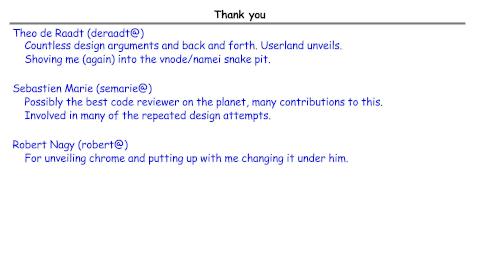 Thank you
Theo de Raadt (deraadt@)
Countless design arguments and back and forth. Userland unveils.
Shoving me (again) into the vnode/namei snake pit.
Sebastien Marie (semarie@)
Possibly the best code reviewer on the planet, many contributions to this.
Involved in many of the repeated design attempts.
Robert Nagy (robert@)
For unveiling chrome and putting up with me changing it under him.